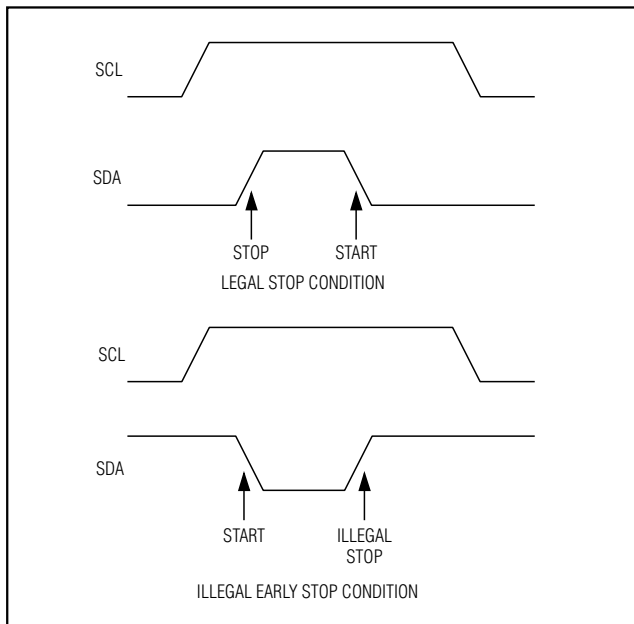 SCL
SDA
STOP START
LEGAL STOP CONDITION
SCL
SDA
START ILLEGAL
STOP
ILLEGAL EARLY STOP CONDITION